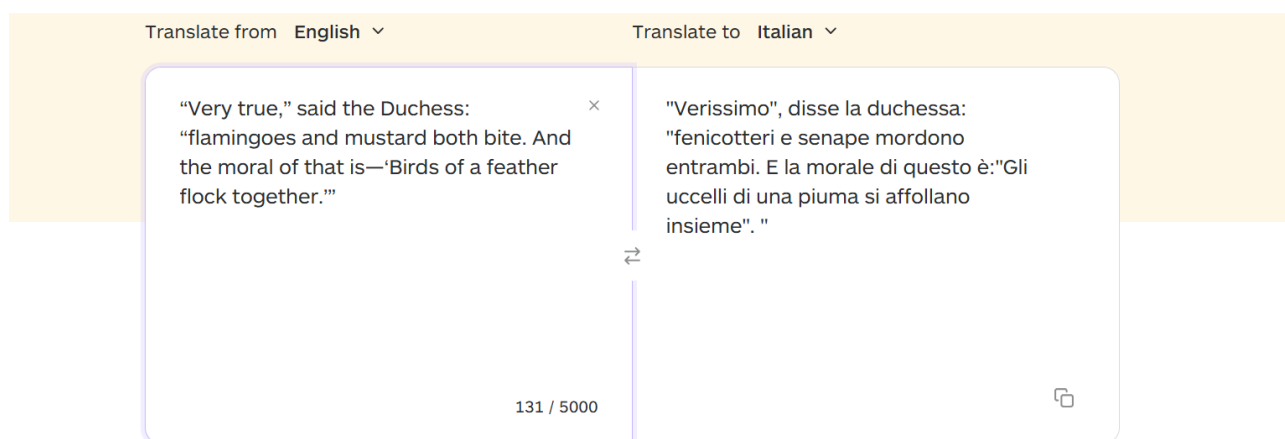 Translate from English
Translate to Italian
“Very true,” said the Duchess:
“flamingoes and mustard both bite. And
the moral of that is—‘Birds of a feather
flock together.’”
131 / 5000
"Verissimo", disse la duchessa:
"fenicotteri e senape mordono
entrambi. E la morale di questo è:"Gli
uccelli di una piuma si affollano
insieme". "